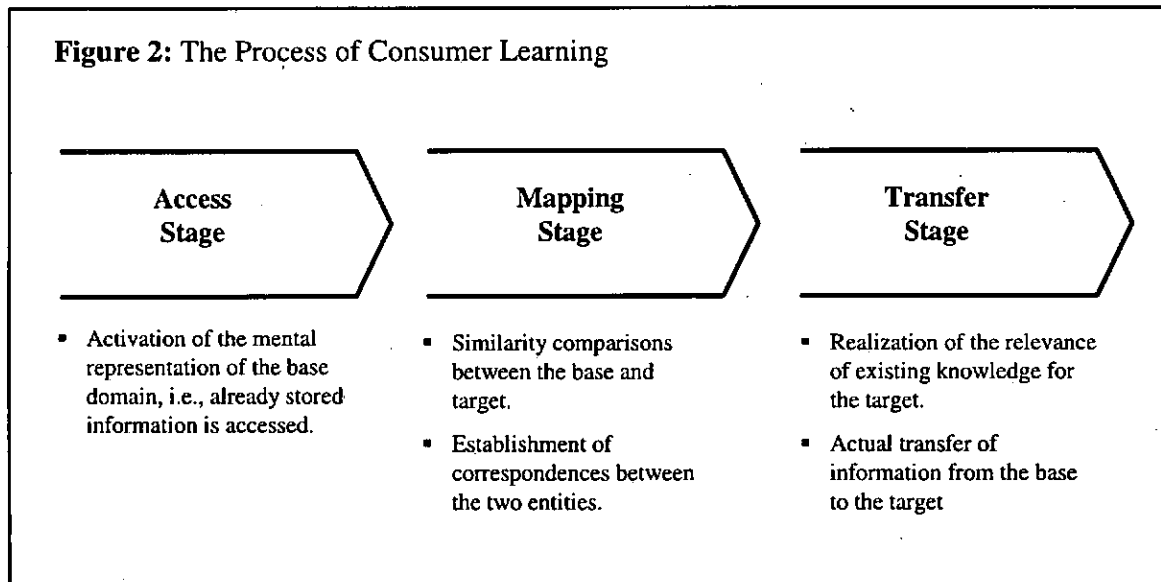 Figure 2: The Process of Consumer Learning
Access
Stage
Mapping
Stage
Transfer
Stage
▪ Activation of the mental
representation of the base
domain, i.e., already stored
information is accessed.
▪ Similarity comparisons
between the base and
target.
▪ Establishment of
correspondences between
the two entities.
▪ Realization of the relevance
of existing knowledge for
the target.
▪ Actual transfer of
information from the base
to the target